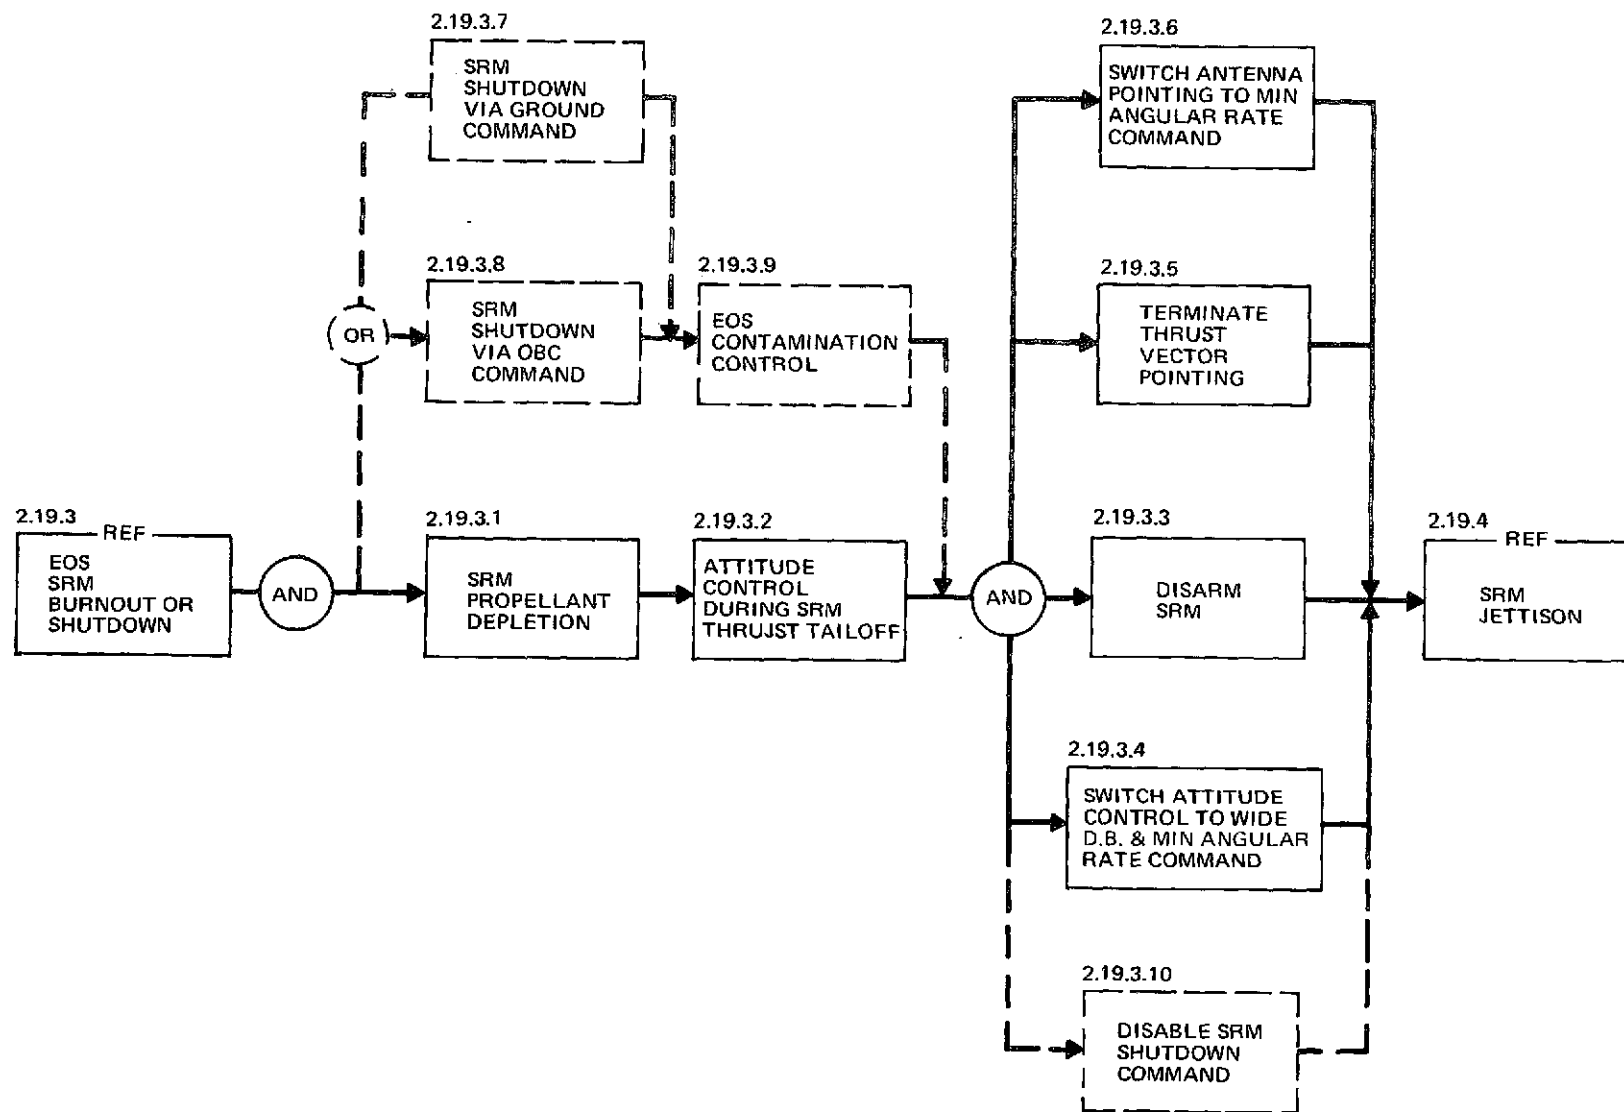 2.19.3.7
SRM
SHUTDOWN
VIA GROUND
COMMAND
2.19.3.6
SWITCH ANTENNA
POINTING TO MIN
ANGULAR RATE
COMMAND
OR
2.19.3.8
SRM
SHUTDOWN
VIA OBC
COMMAND
2.19.3.9
EOS
CONTAMINATION
CONTROL
2.19.3.5
TERMINATE
THRUST
VECTOR
POINTING
2.19.3
REF
EOS
SRM
BURNOUT OR
SHUTDOWN
AND
2.19.3.1
SRM
PROPELLANT
DEPLETION
2.19.3.2
ATTITUDE
CONTROL
DURING SRM
THRUJST TAILOFF
AND
2.19.3.3
DISARM
SRM
2.19.4
REF
SRM
JETTISON
2.19.3.4
SWITCH ATTITUDE
CONTROL TO WIDE
D.B. & MIN ANGULAR
RATE COMMAND
2.19.3.10
DISABLE SRM
SHUTDOWN
COMMAND